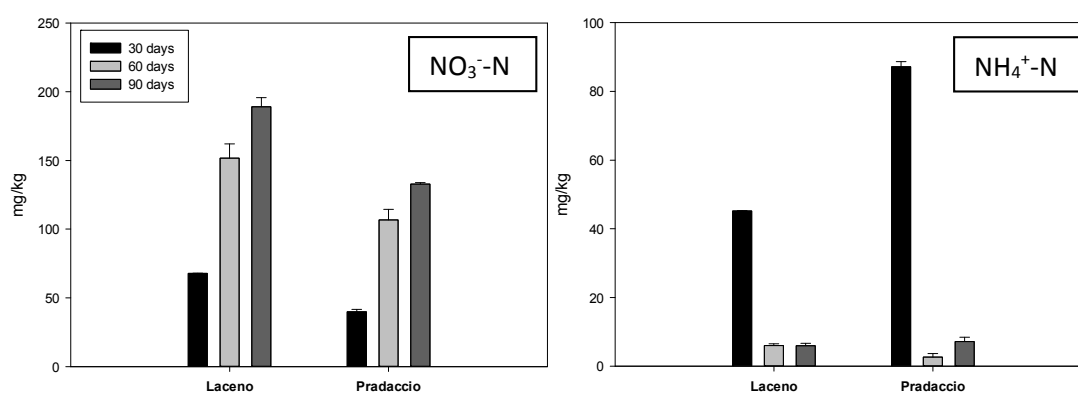 250
200
150
100
50
0
mg/kg
30 days
60 days
90 days
NO₃⁻-N
Laceno
Pradaccio
100
80
60
40
20
0
mg/kg
NH₄⁺-N
Laceno
Pradaccio